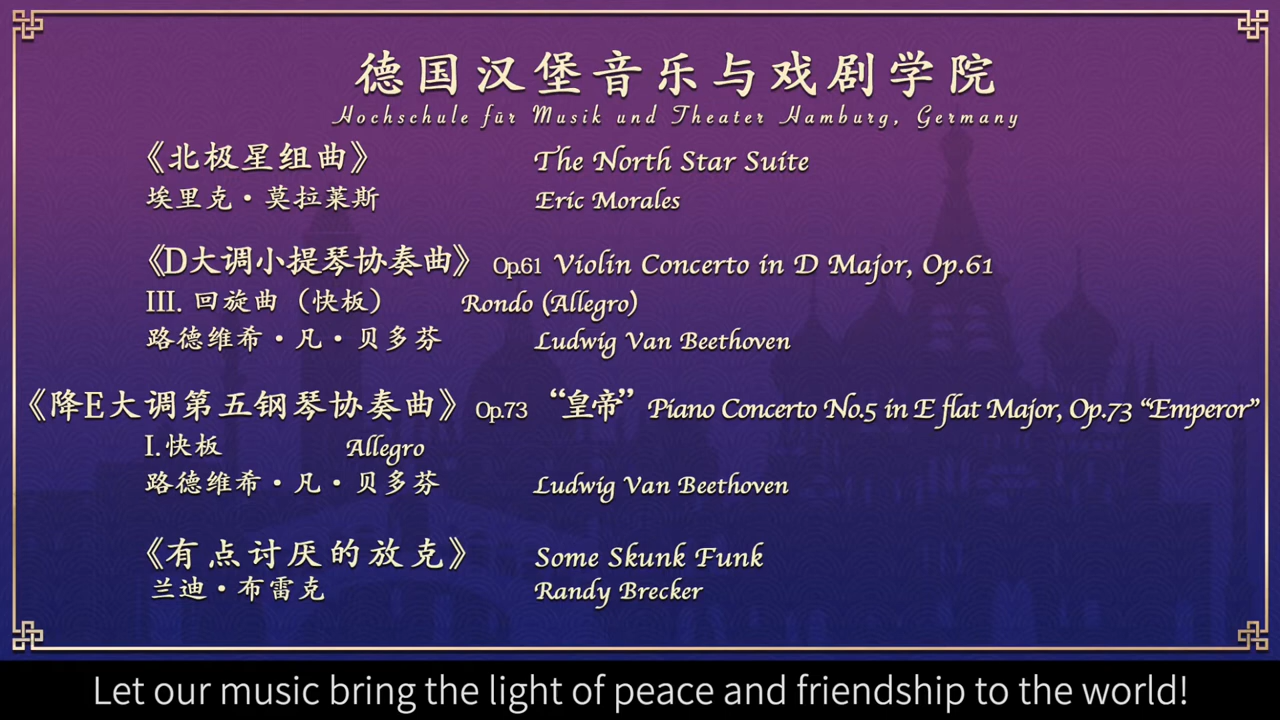 德国汉堡音乐与戏剧学院
Hochschule für Musik und Theater Hamburg, Germany
《北极星组曲》 The North Star Suite
埃里克·莫拉莱斯 Eric Morales
《D大调小提琴协奏曲》 Op.61 Violin Concerto in D Major, Op.61
III. 回旋曲（快板） Rondo (Allegro)
路德维希·凡·贝多芬 Ludwig Van Beethoven
《降E大调第五钢琴协奏曲》 Op.73 “皇帝” Piano Concerto No.5 in E flat Major, Op.73 “Emperor”
I.快板 Allegro
路德维希·凡·贝多芬 Ludwig Van Beethoven
《有点讨厌的放克》 Some Skunk Funk
兰迪·布雷克 Randy Brecker
Let our music bring the light of peace and friendship to the world!